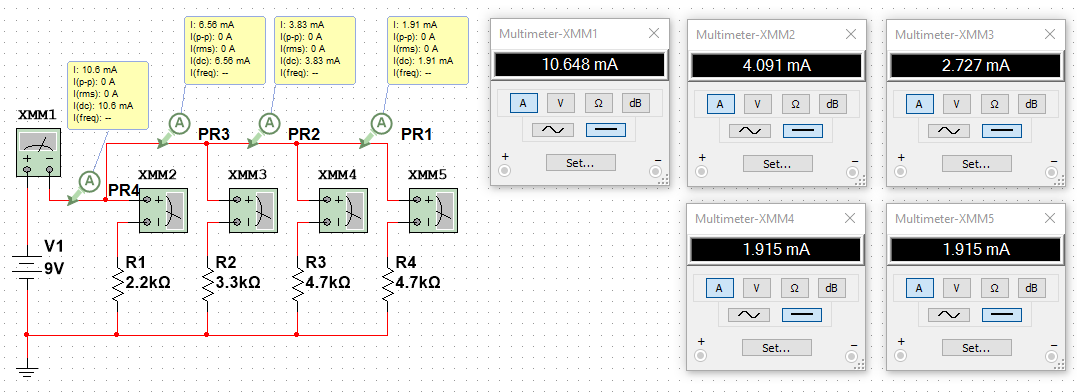 I: 10.6 mA
I(p-p): 0 A
I(rms): 0 A
I(dc): 10.6 mA
I(freq): --
I: 6.56 mA
I(p-p): 0 A
I(rms): 0 A
I(dc): 6.56 mA
I(freq): --
I: 3.83 mA
I(p-p): 0 A
I(rms): 0 A
I(dc): 3.83 mA
I(freq): --
I: 1.91 mA
I(p-p): 0 A
I(rms): 0 A
I(dc): 1.91 mA
I(freq): --
XMM1
A
A
A
A
PR4
PR3
PR2
PR1
XMM2
XMM3
XMM4
XMM5
V1
9V
R1
2.2kΩ
R2
3.3kΩ
R3
4.7kΩ
R4
4.7kΩ
Multimeter-XMM1
10.648 mA
A V Ω dB
+ Set... −
Multimeter-XMM2
4.091 mA
A V Ω dB
+ Set... −
Multimeter-XMM3
2.727 mA
A V Ω dB
+ Set... −
Multimeter-XMM4
1.915 mA
A V Ω dB
+ Set... −
Multimeter-XMM5
1.915 mA
A V Ω dB
+ Set... −